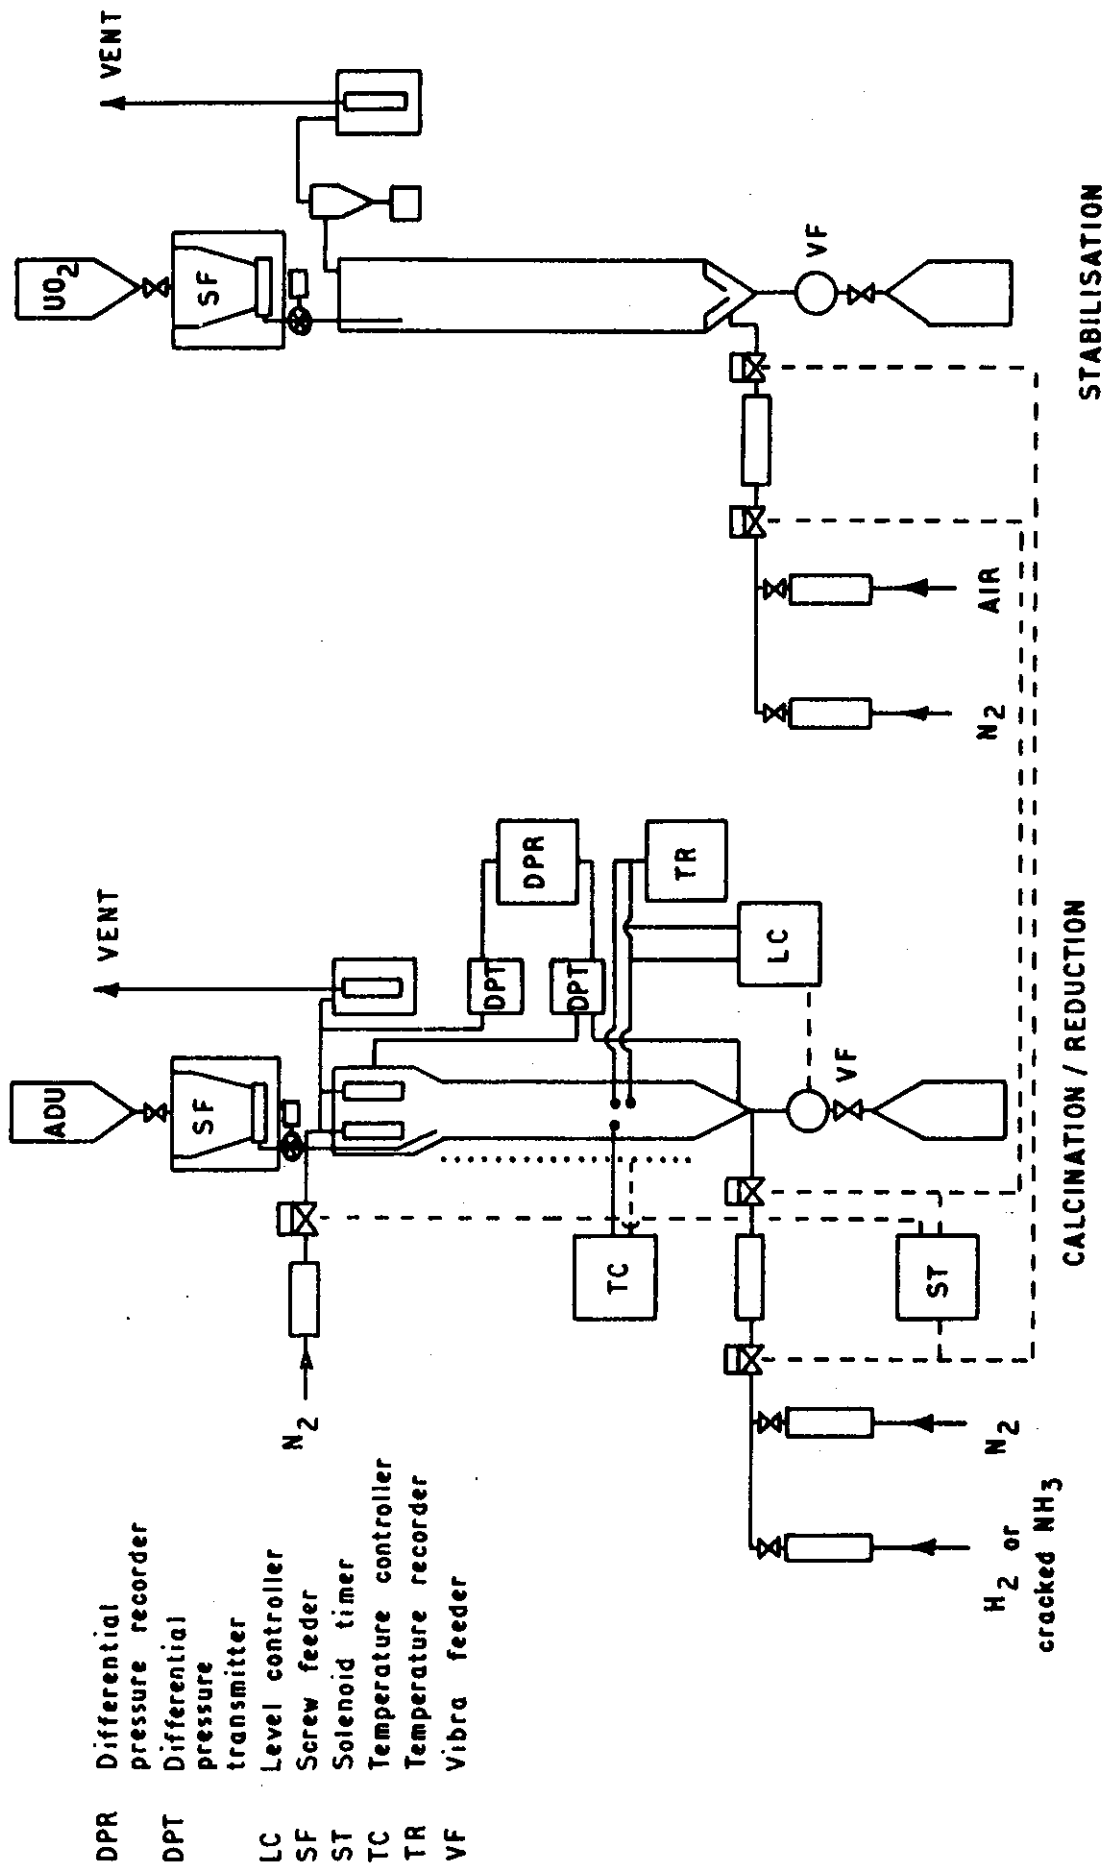 DPR Differential
pressure recorder
DPT Differential
pressure
transmitter
LC Level controller
SF Screw feeder
ST Solenoid timer
TC Temperature controller
TR Temperature recorder
VF Vibra feeder
ADU
SF
VENT
N2
DPT
DPT
DPR
TR
LC
TC
VF
ST
H2 or
cracked NH3
N2
CALCINATION / REDUCTION
UO2
SF
VENT
VF
N2
AIR
STABILISATION